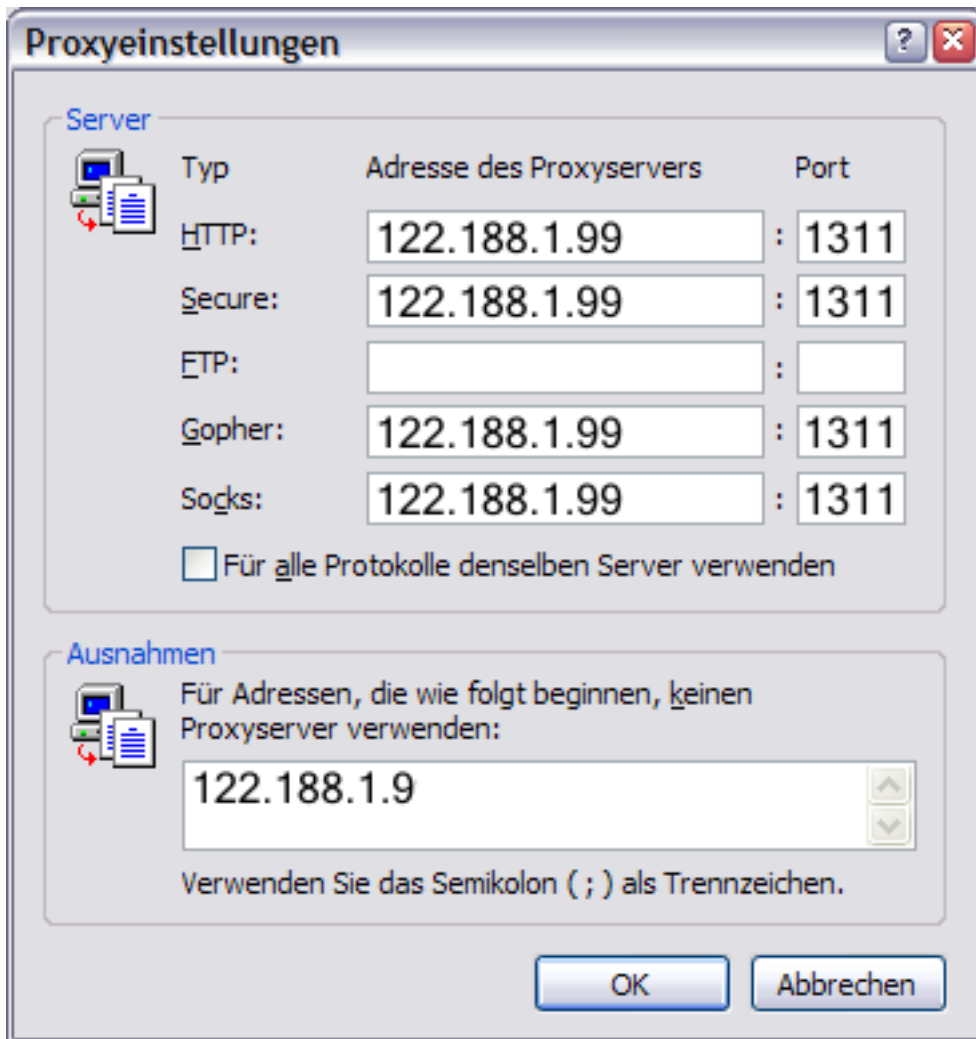 Proxyeinstellungen
Server
Typ Adresse des Proxyservers Port
HTTP: 122.188.1.99 : 1311
Secure: 122.188.1.99 : 1311
FTP: :
Gopher: 122.188.1.99 : 1311
Socks: 122.188.1.99 : 1311
Für alle Protokolle denselben Server verwenden
Ausnahmen
Für Adressen, die wie folgt beginnen, keinen
Proxyserver verwenden:
122.188.1.9
Verwenden Sie das Semikolon ( ; ) als Trennzeichen.
OK Abbrechen